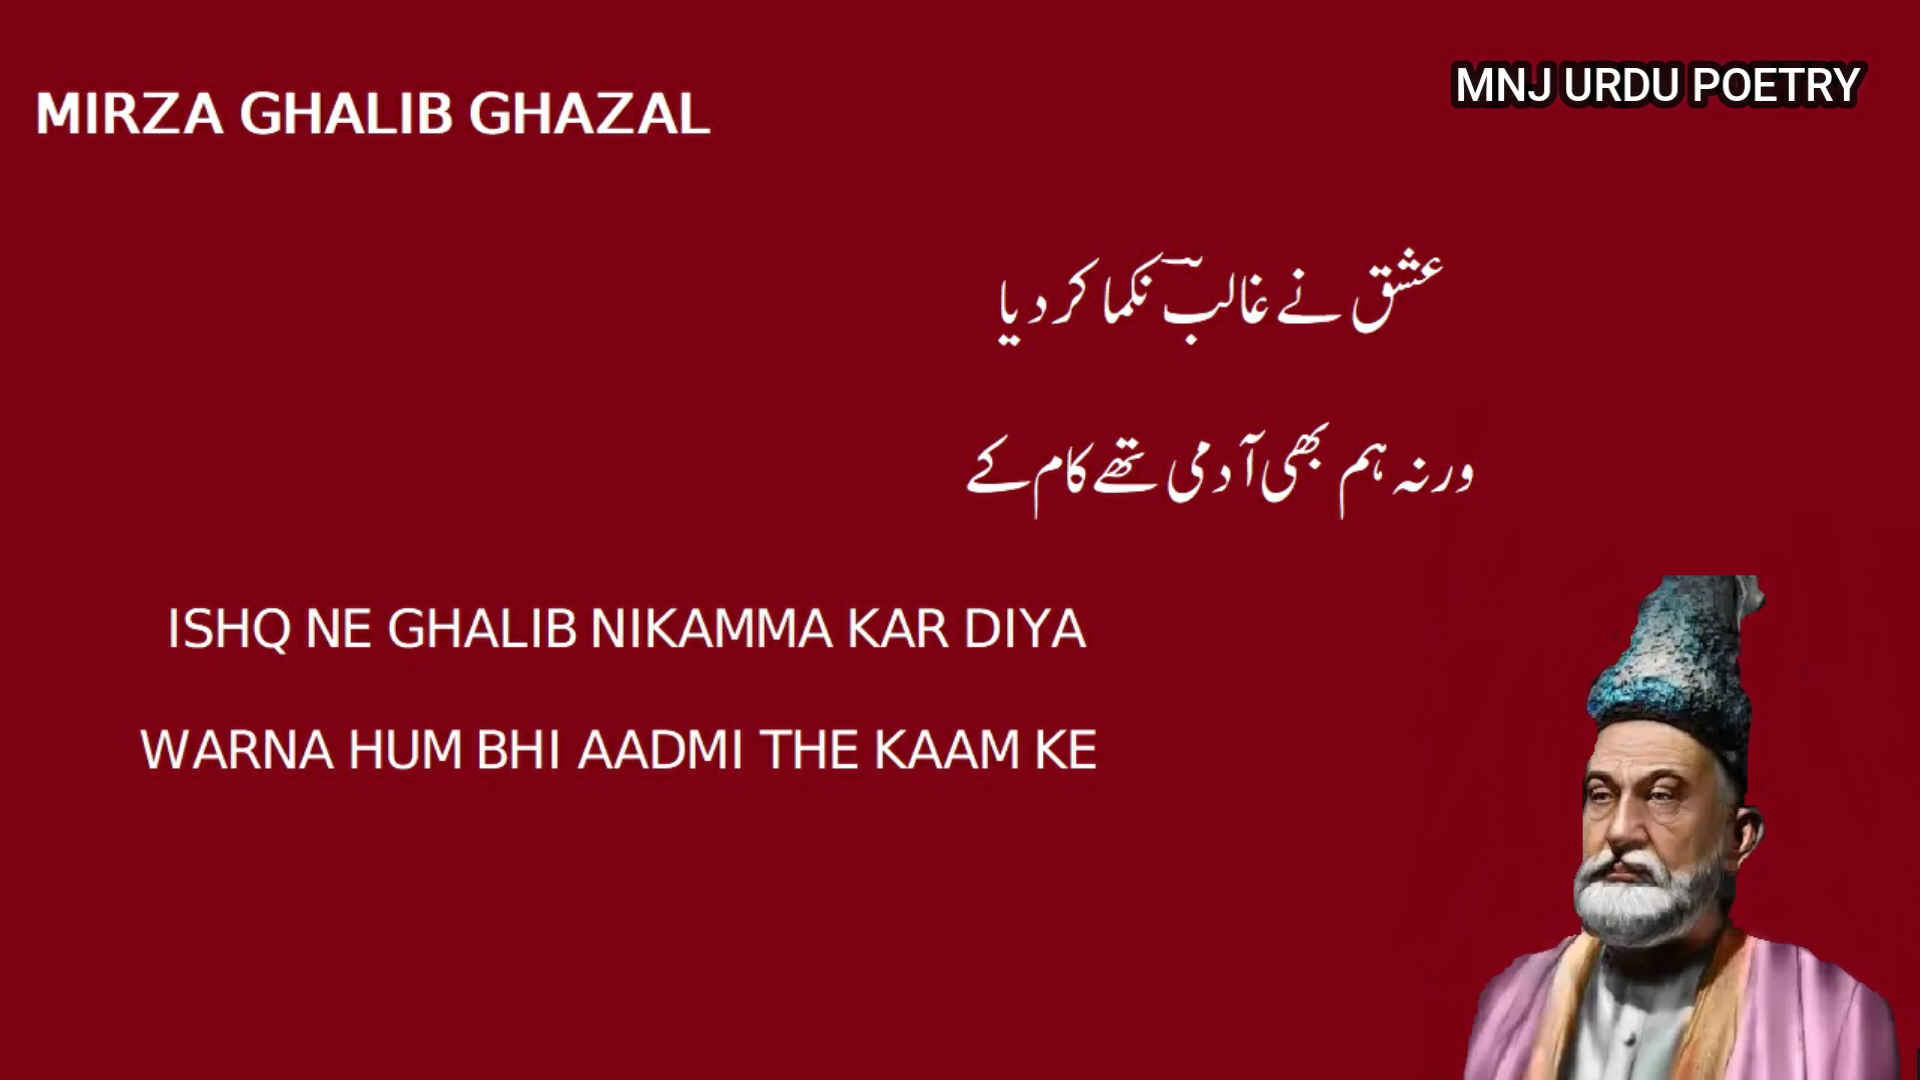 MIRZA GHALIB GHAZAL
MNJ URDU POETRY
عشق نے غالبؔ نکما کر دیا
ورنہ ہم بھی آدمی تھے کام کے
ISHQ NE GHALIB NIKAMMA KAR DIYA
WARNA HUM BHI AADMI THE KAAM KE